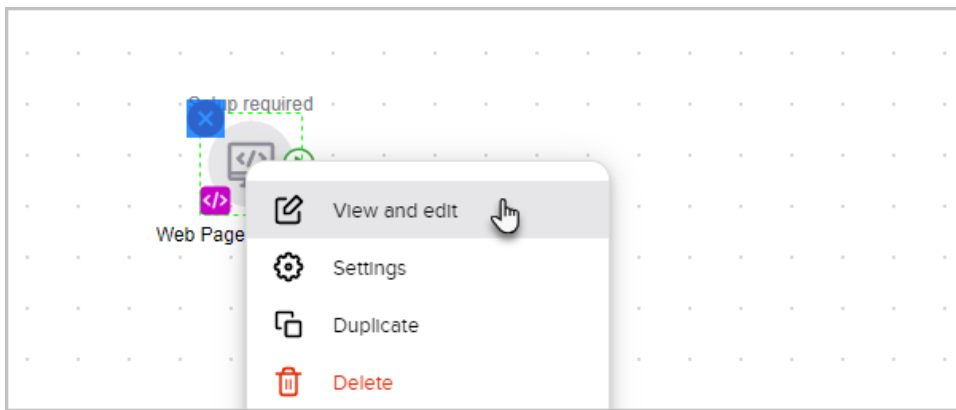 Setup required
</>
</>
Web Page
View and edit
Settings
Duplicate
Delete